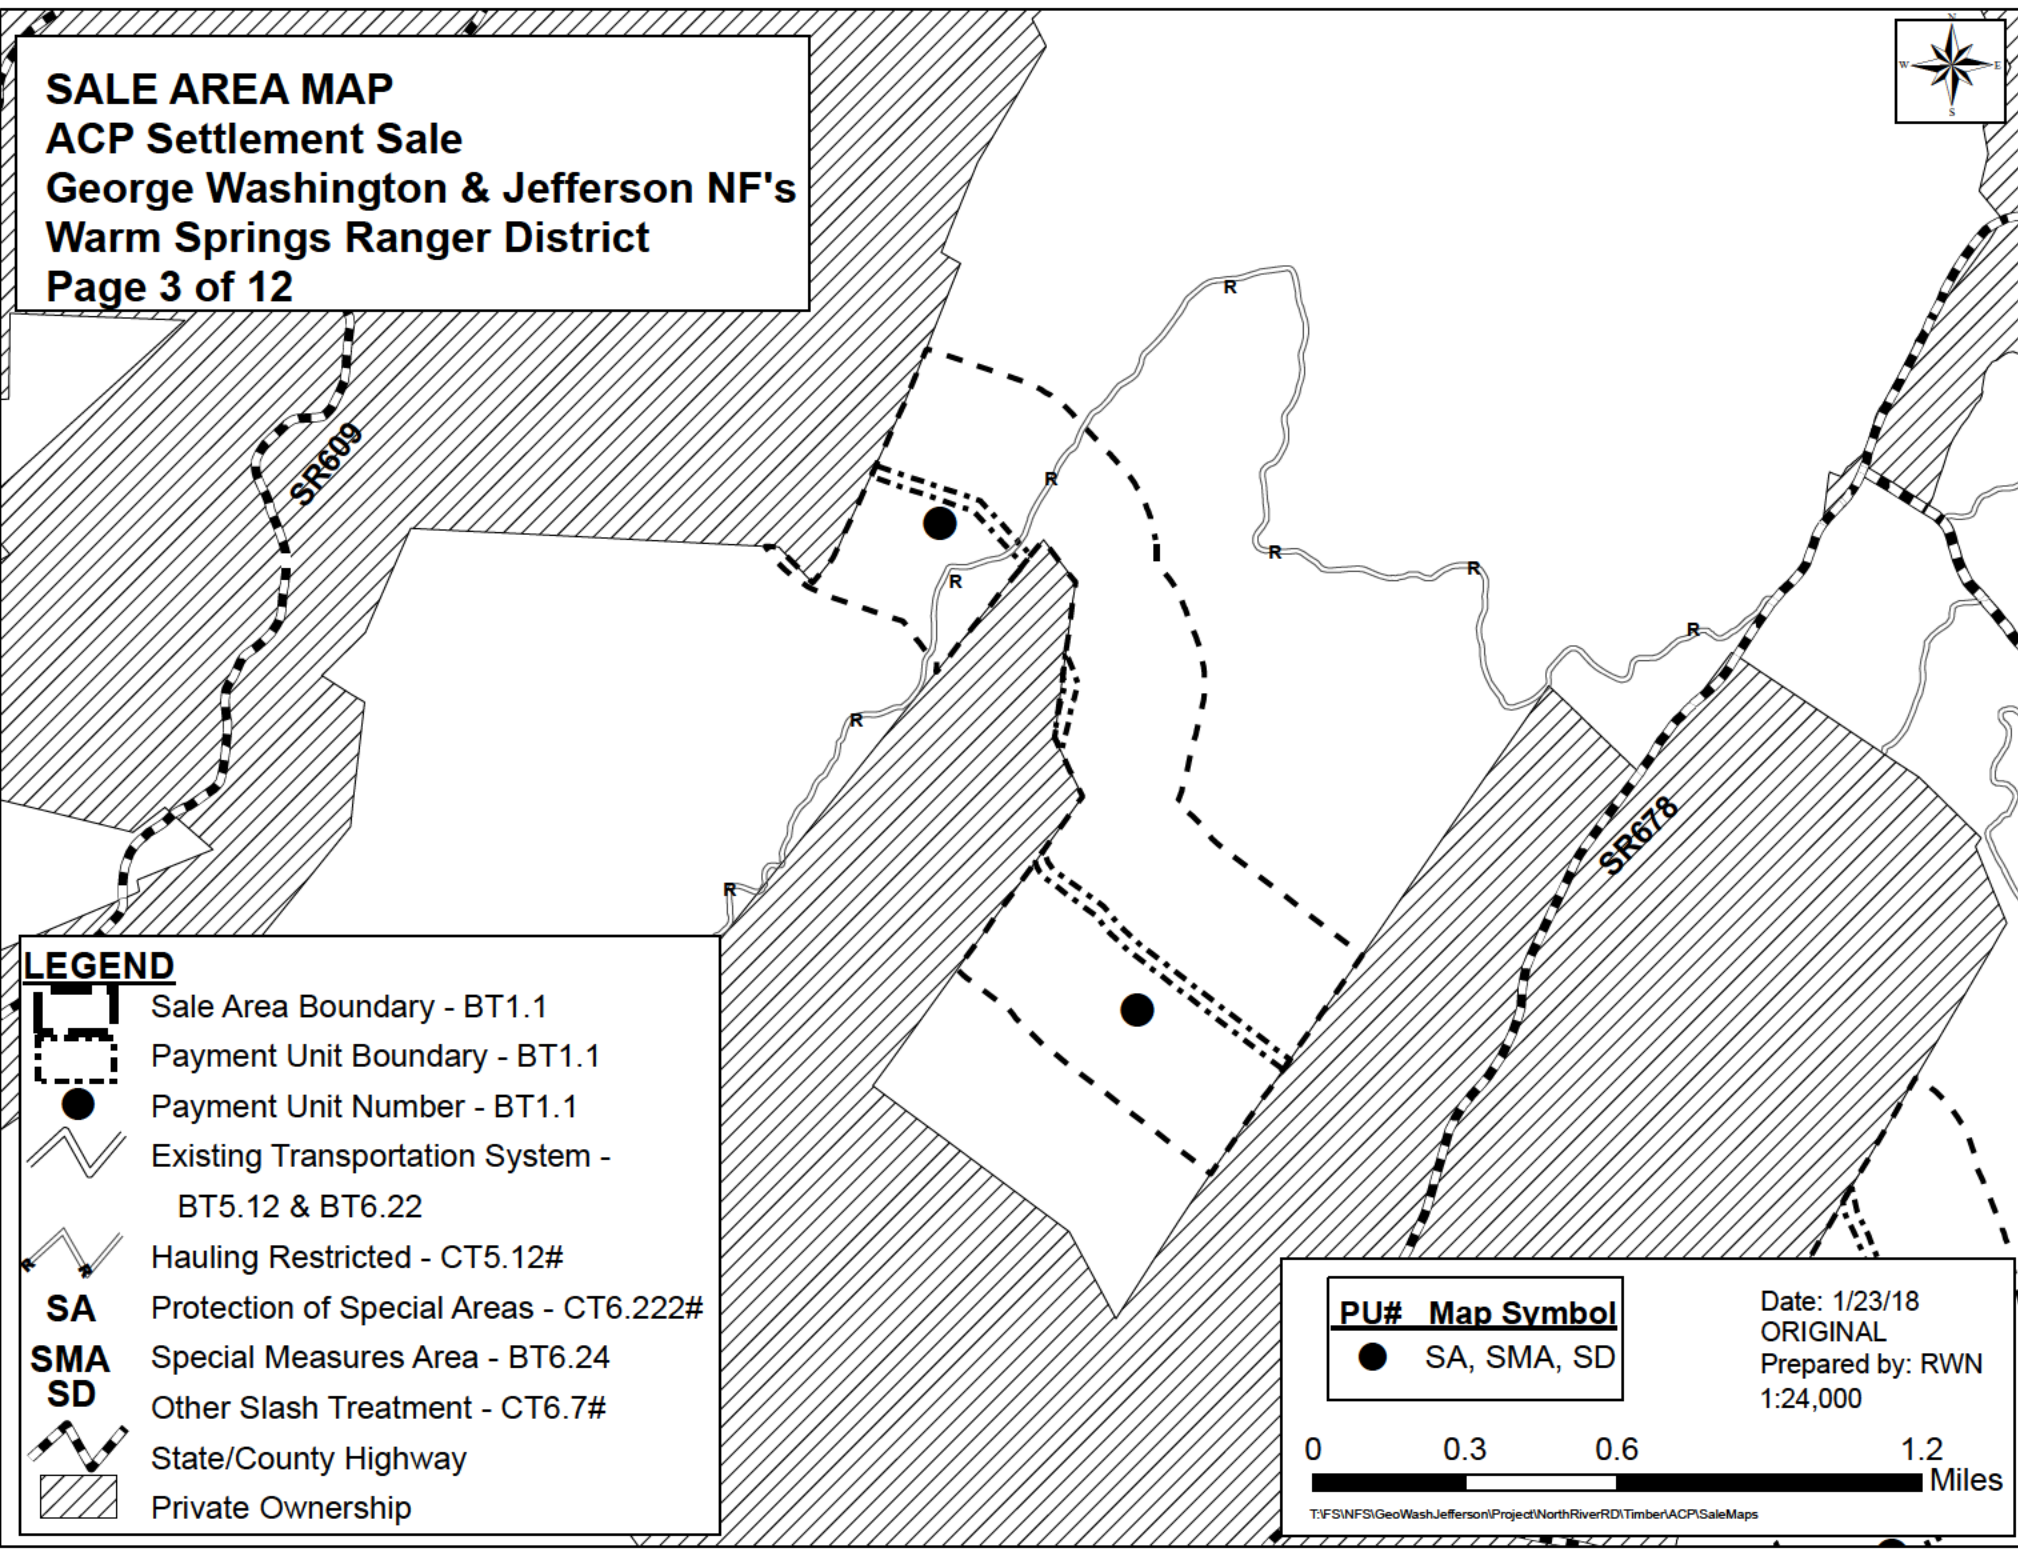 SALE AREA MAP
ACP Settlement Sale
George Washington & Jefferson NF's
Warm Springs Ranger District
Page 3 of 12
N
W E
S
SR609
R
R
R
R
R
R
R
R
SR678
LEGEND
Sale Area Boundary - BT1.1
Payment Unit Boundary - BT1.1
Payment Unit Number - BT1.1
Existing Transportation System -
BT5.12 & BT6.22
R R Hauling Restricted - CT5.12#
SA Protection of Special Areas - CT6.222#
SMA Special Measures Area - BT6.24
SD Other Slash Treatment - CT6.7#
State/County Highway
Private Ownership
PU# Map Symbol
SA, SMA, SD
Date: 1/23/18
ORIGINAL
Prepared by: RWN
1:24,000
0 0.3 0.6 1.2
Miles
T:\FS\NFS\GeoWashJefferson\Project\NorthRiverRD\Timber\ACP\SaleMaps